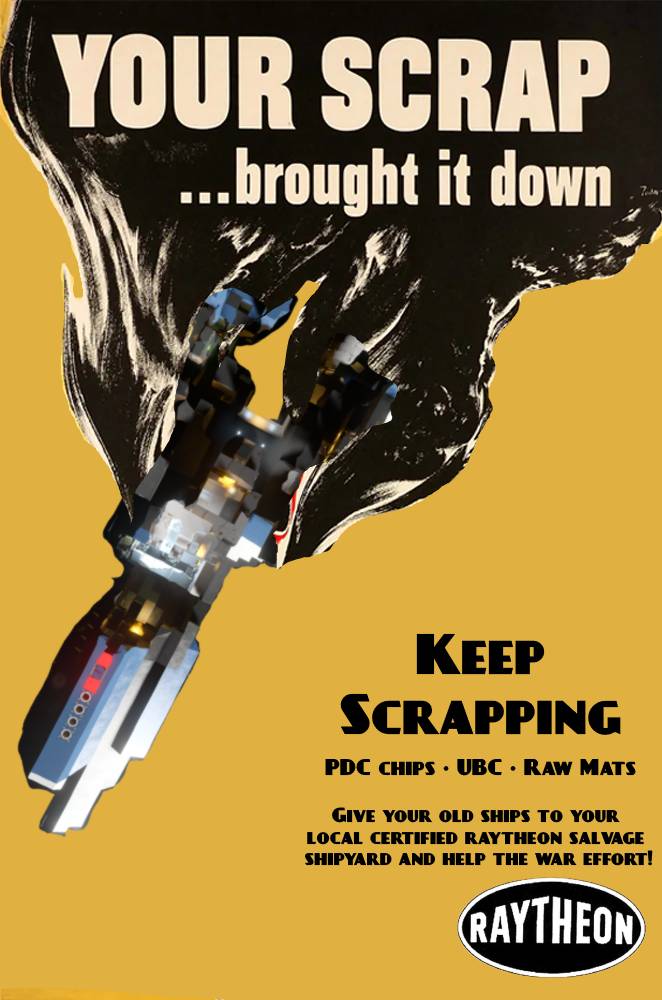 YOUR SCRAP
...brought it down
KEEP
SCRAPPING
PDC CHIPS · UBC · RAW MATS
GIVE YOUR OLD SHIPS TO YOUR
LOCAL CERTIFIED RAYTHEON SALVAGE
SHIPYARD AND HELP THE WAR EFFORT!
RAYTHEON